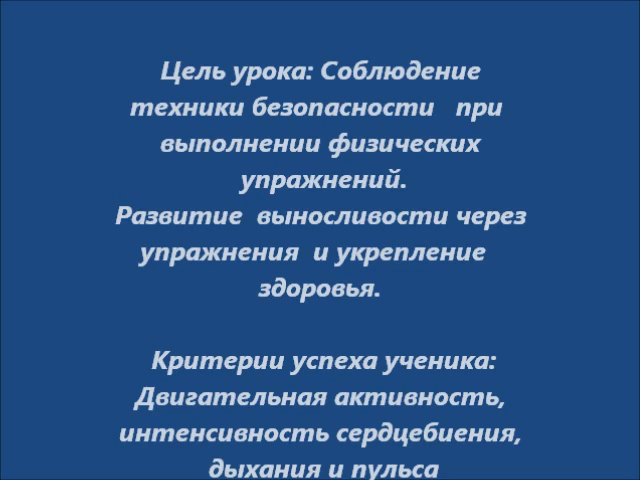 Цель урока: Соблюдение
техники безопасности при
выполнении физических
упражнений.
Развитие выносливости через
упражнения и укрепление
здоровья.
Критерии успеха ученика:
Двигательная активность,
интенсивность сердцебиения,
дыхания и пульса